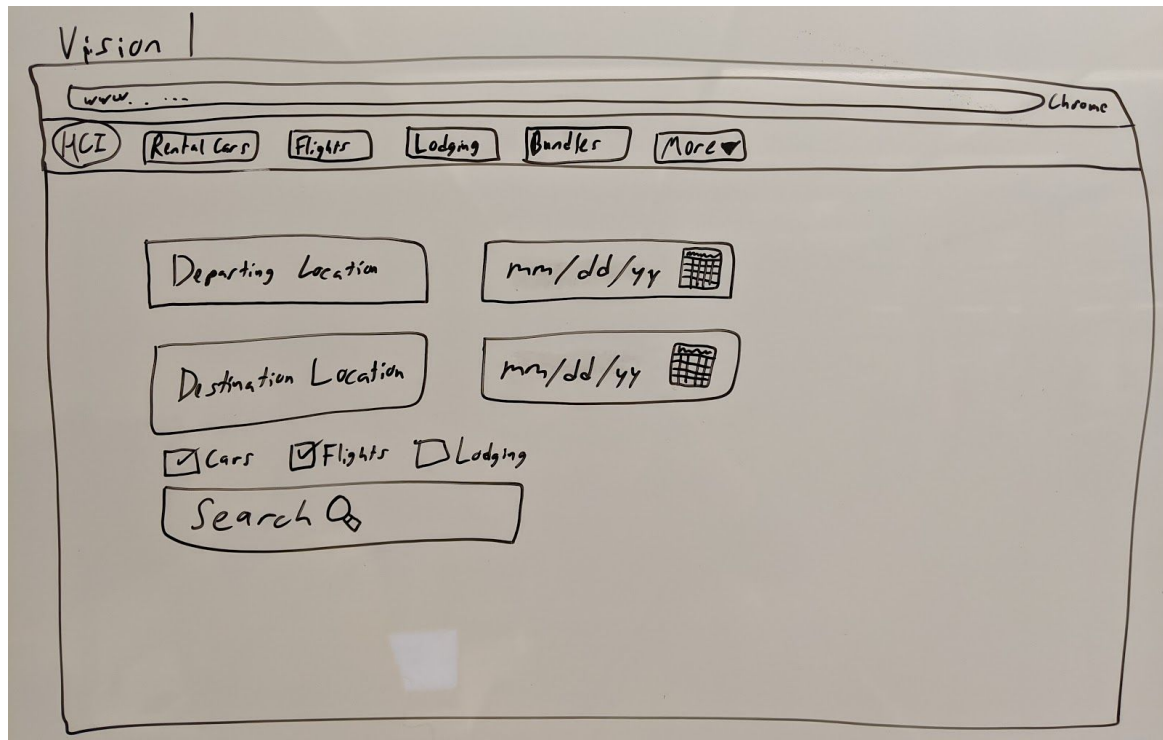 Vision
www. . ...
Chrome
HCI Rental Cars Flights Lodging Bundles More
Departing Location mm/dd/yy
Destination Location mm/dd/yy
Cars Flights Lodging
Search